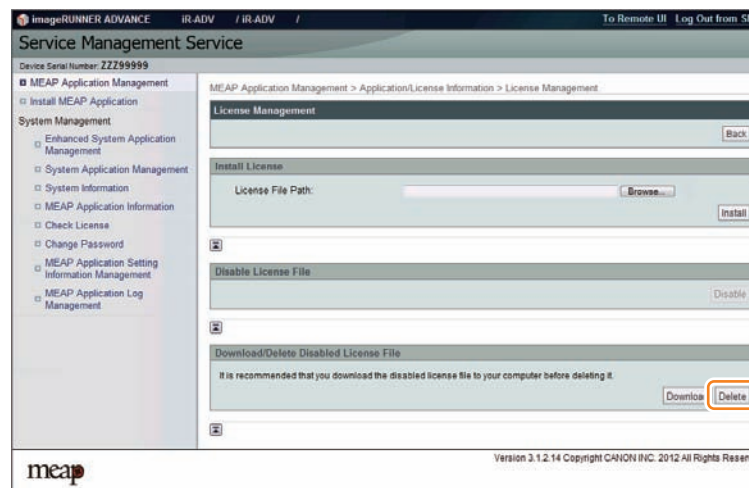 imageRUNNER ADVANCE iR-ADV / iR-ADV / To Remote UI Log Out from
Service Management Service
Device Serial Number: ZZZ99999
MEAP Application Management
Install MEAP Application
System Management
Enhanced System Application
Management
System Application Management
System Information
MEAP Application Information
Check License
Change Password
MEAP Application Setting
Information Management
MEAP Application Log
Management
MEAP Application Management > Application/License Information > License Management
License Management
Back
Install License
License File Path: Browse...
Install
Disable License File
Disable
Download/Delete Disabled License File
It is recommended that you download the disabled license file to your computer before deleting it.
Downloa Delete
meap
Version 3.1.2.14 Copyright CANON INC. 2012 All Rights Reser